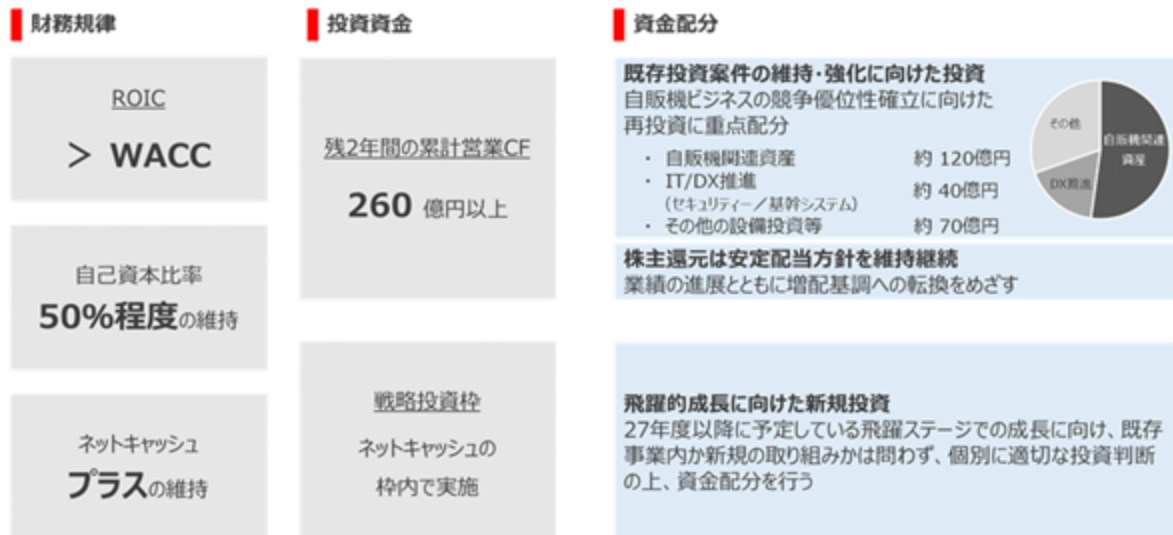 財務規律
ROIC
> WACC
自己資本比率
50%程度の維持
ネットキャッシュ
プラスの維持
投資資金
残2年間の累計営業CF
260 億円以上
戦略投資枠
ネットキャッシュの
枠内で実施
資金配分
既存投資案件の維持・強化に向けた投資
自販機ビジネスの競争優位性確立に向けた
再投資に重点配分
・ 自販機関連資産 約 120億円
・ IT/DX推進
（セキュリティー／基幹システム） 約 40億円
・ その他の設備投資等 約 70億円
その他
自販機関連
資産
DX推進
株主還元は安定配当方針を維持継続
業績の進展とともに増配基調への転換をめざす
飛躍的成長に向けた新規投資
27年度以降に予定している飛躍ステージでの成長に向け、既存
事業内か新規の取り組みかは問わず、個別に適切な投資判断
の上、資金配分を行う